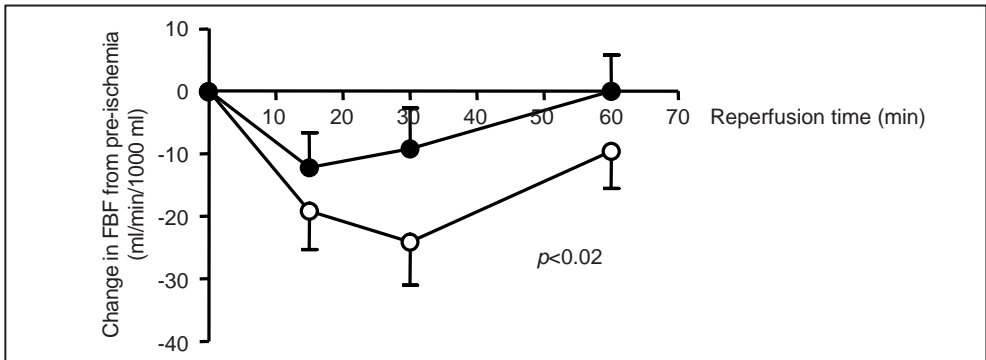 Change in FBF from pre-ischemia
(ml/min/1000 ml)
10
0
-10
-20
-30
-40
10 20 30 40 50 60 70
Reperfusion time (min)
p<0.02